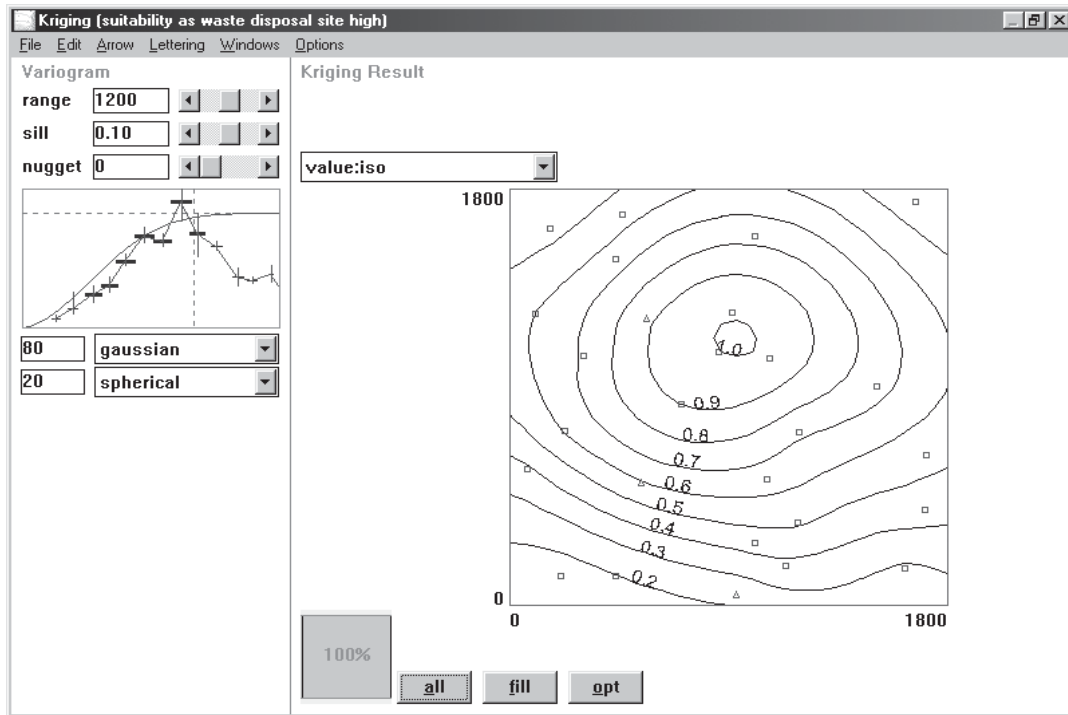 Kriging (suitability as waste disposal site high)
File Edit Arrow Lettering Windows Options
Variogram
range 1200
sill 0.10
nugget 0
80 gaussian
20 spherical
Kriging Result
value:iso
1800
1.0
0.9
0.8
0.7
0.6
0.5
0.4
0.3
0.2
0
0 1800
100%
all fill opt